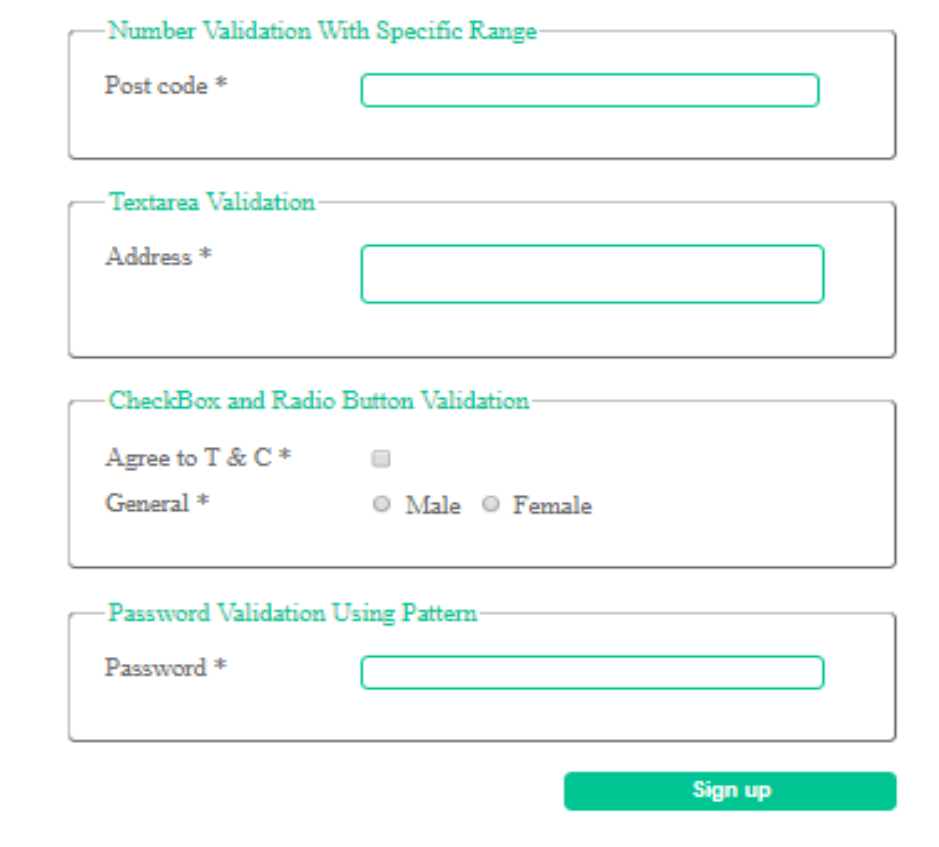 Number Validation With Specific Range
Post code *
Textarea Validation
Address *
CheckBox and Radio Button Validation
Agree to T & C *
General * Male Female
Password Validation Using Pattern
Password *
Sign up